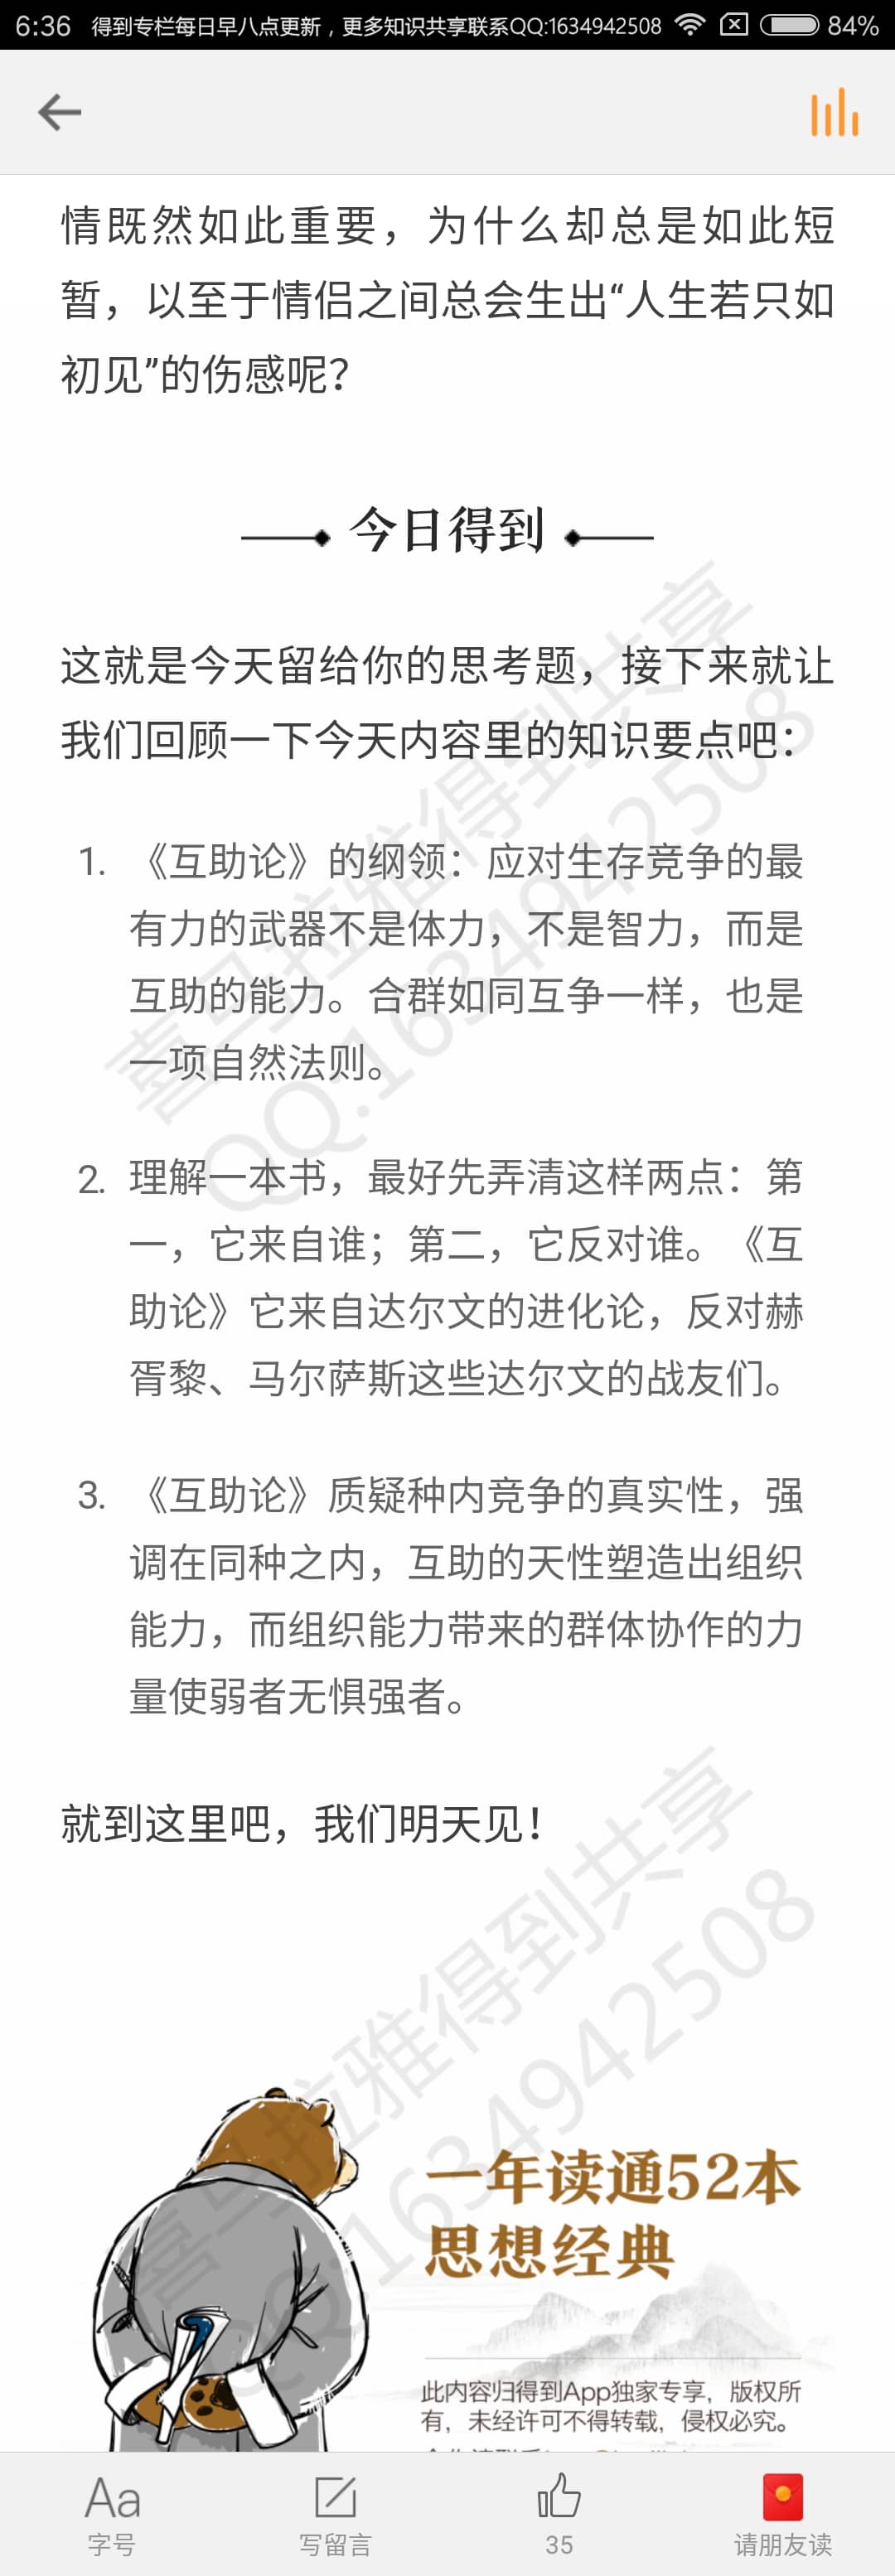 6:36 得到专栏每日早八点更新，更多知识共享联系QQ:1634942508 84%
情既然如此重要，为什么却总是如此短
暂，以至于情侣之间总会生出“人生若只如
初见”的伤感呢？
今日得到
这就是今天留给你的思考题，接下来就让
我们回顾一下今天内容里的知识要点吧：
1. 《互助论》的纲领：应对生存竞争的最
有力的武器不是体力，不是智力，而是
互助的能力。合群如同互争一样，也是
一项自然法则。
2. 理解一本书，最好先弄清这样两点：第
一，它来自谁；第二，它反对谁。《互
助论》它来自达尔文的进化论，反对赫
胥黎、马尔萨斯这些达尔文的战友们。
3. 《互助论》质疑种内竞争的真实性，强
调在同种之内，互助的天性塑造出组织
能力，而组织能力带来的群体协作的力
量使弱者无惧强者。
就到这里吧，我们明天见！
喜马拉雅得到共享
QQ:1634942508
喜马拉雅得到共享
QQ:1634942508
一年读通52本
思想经典
此内容归得到App独家专享，版权所
有，未经许可不得转载，侵权必究。
Aa
字号 写留言 35 请朋友读